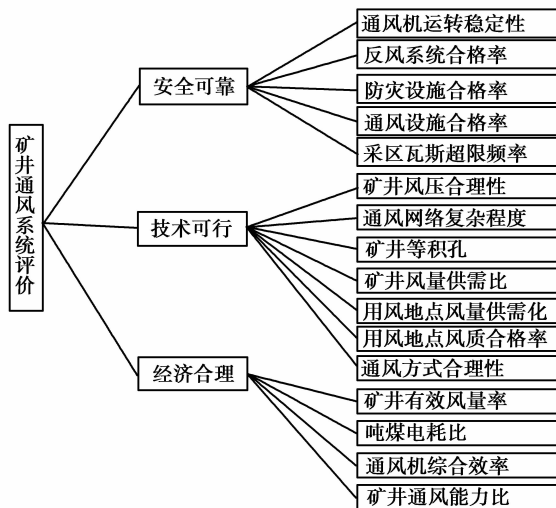 矿井通风系统评价
安全可靠
通风机运转稳定性
反风系统合格率
防灾设施合格率
通风设施合格率
采区瓦斯超限频率
技术可行
矿井风压合理性
通风网络复杂程度
矿井等积孔
矿井风量供需比
用风地点风量供需化
用风地点风质合格率
通风方式合理性
经济合理
矿井有效风量率
吨煤电耗比
通风机综合效率
矿井通风能力比